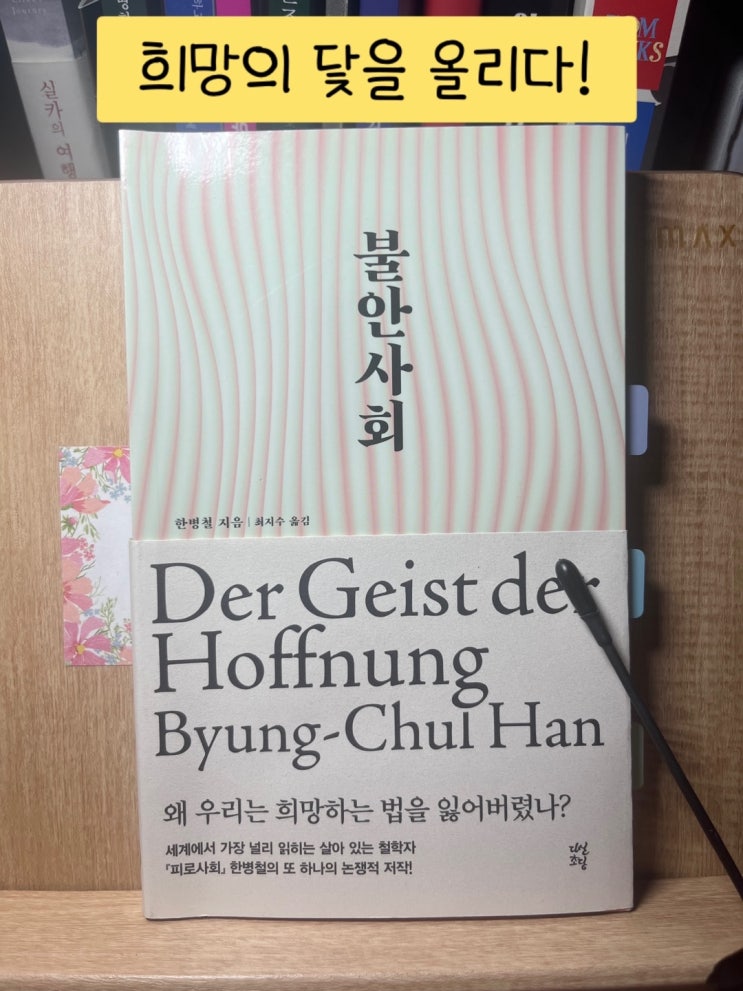 희망의 닻을 올리다!
실카의 여행
MAX
불안사회
한병철 지음 | 최지수 옮김
Der Geist der
Hoffnung
Byung-Chul Han
왜 우리는 희망하는 법을 잃어버렸나?
세계에서 가장 널리 읽히는 살아 있는 철학자
『피로사회』 한병철의 또 하나의 논쟁적 저작!
다산
초당